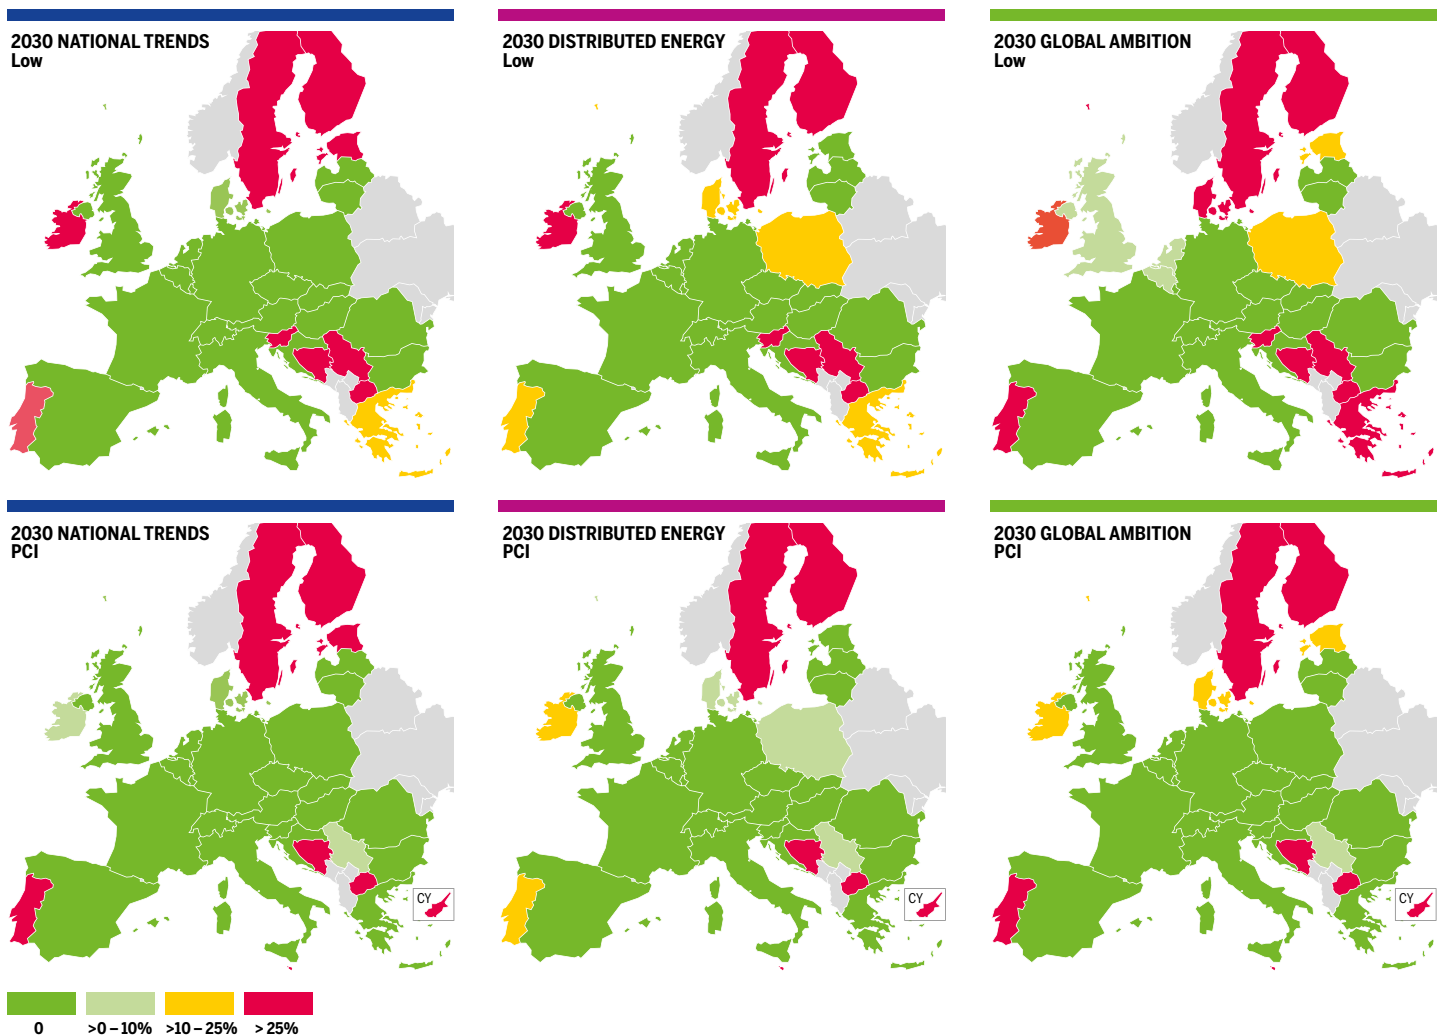 2030 NATIONAL TRENDS
Low
2030 DISTRIBUTED ENERGY
Low
2030 GLOBAL AMBITION
Low
2030 NATIONAL TRENDS
PCI
2030 DISTRIBUTED ENERGY
PCI
2030 GLOBAL AMBITION
PCI
CY
CY
CY
0
>0–10%
>10–25%
> 25%